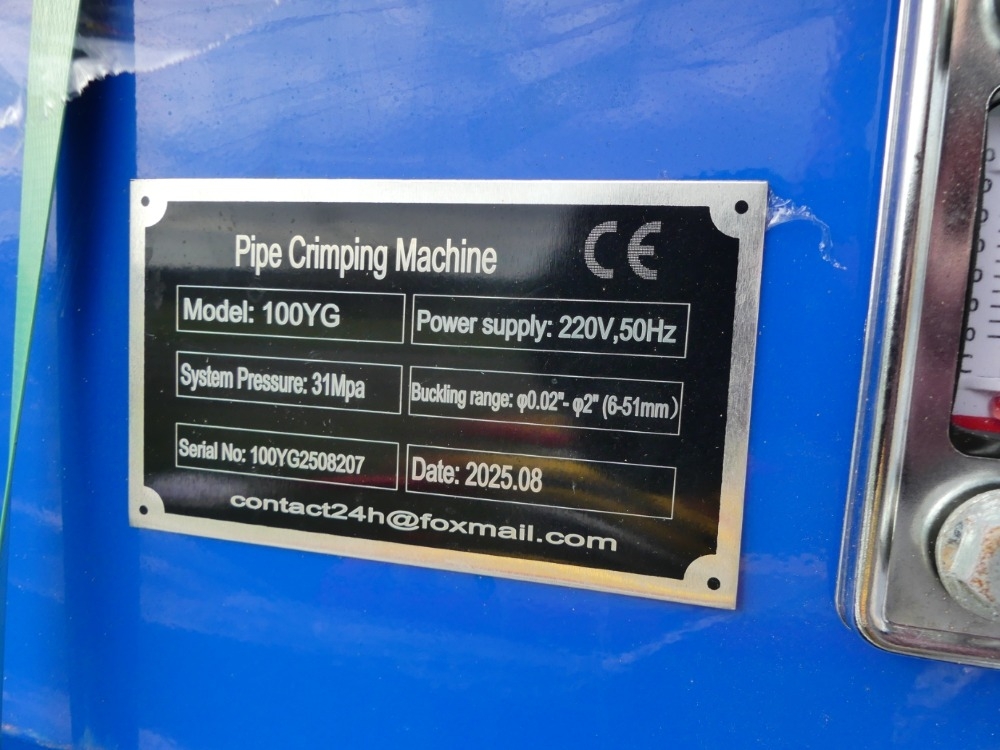 Pipe Crimping Machine
CE
Model: 100YG
Power supply: 220V,50Hz
System Pressure: 31Mpa
Buckling range: φ0.02"- φ2" (6-51mm)
Serial No: 100YG2508207
Date: 2025.08
contact24h@foxmail.com